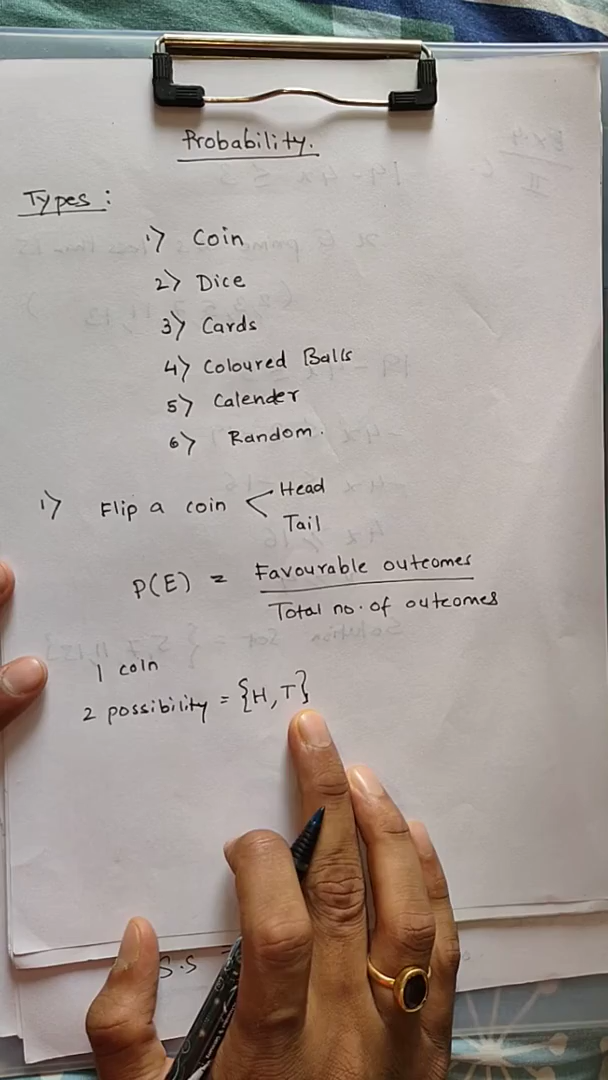 Probability.
Types :
1) Coin
2) Dice
3) Cards
4) Coloured Balls
5) Calender
6) Random.
1) Flip a coin < Head
Tail
P(E) = Favourable outcomes
Total no. of outcomes
1 coin
2 possibility = {H, T}
S.S